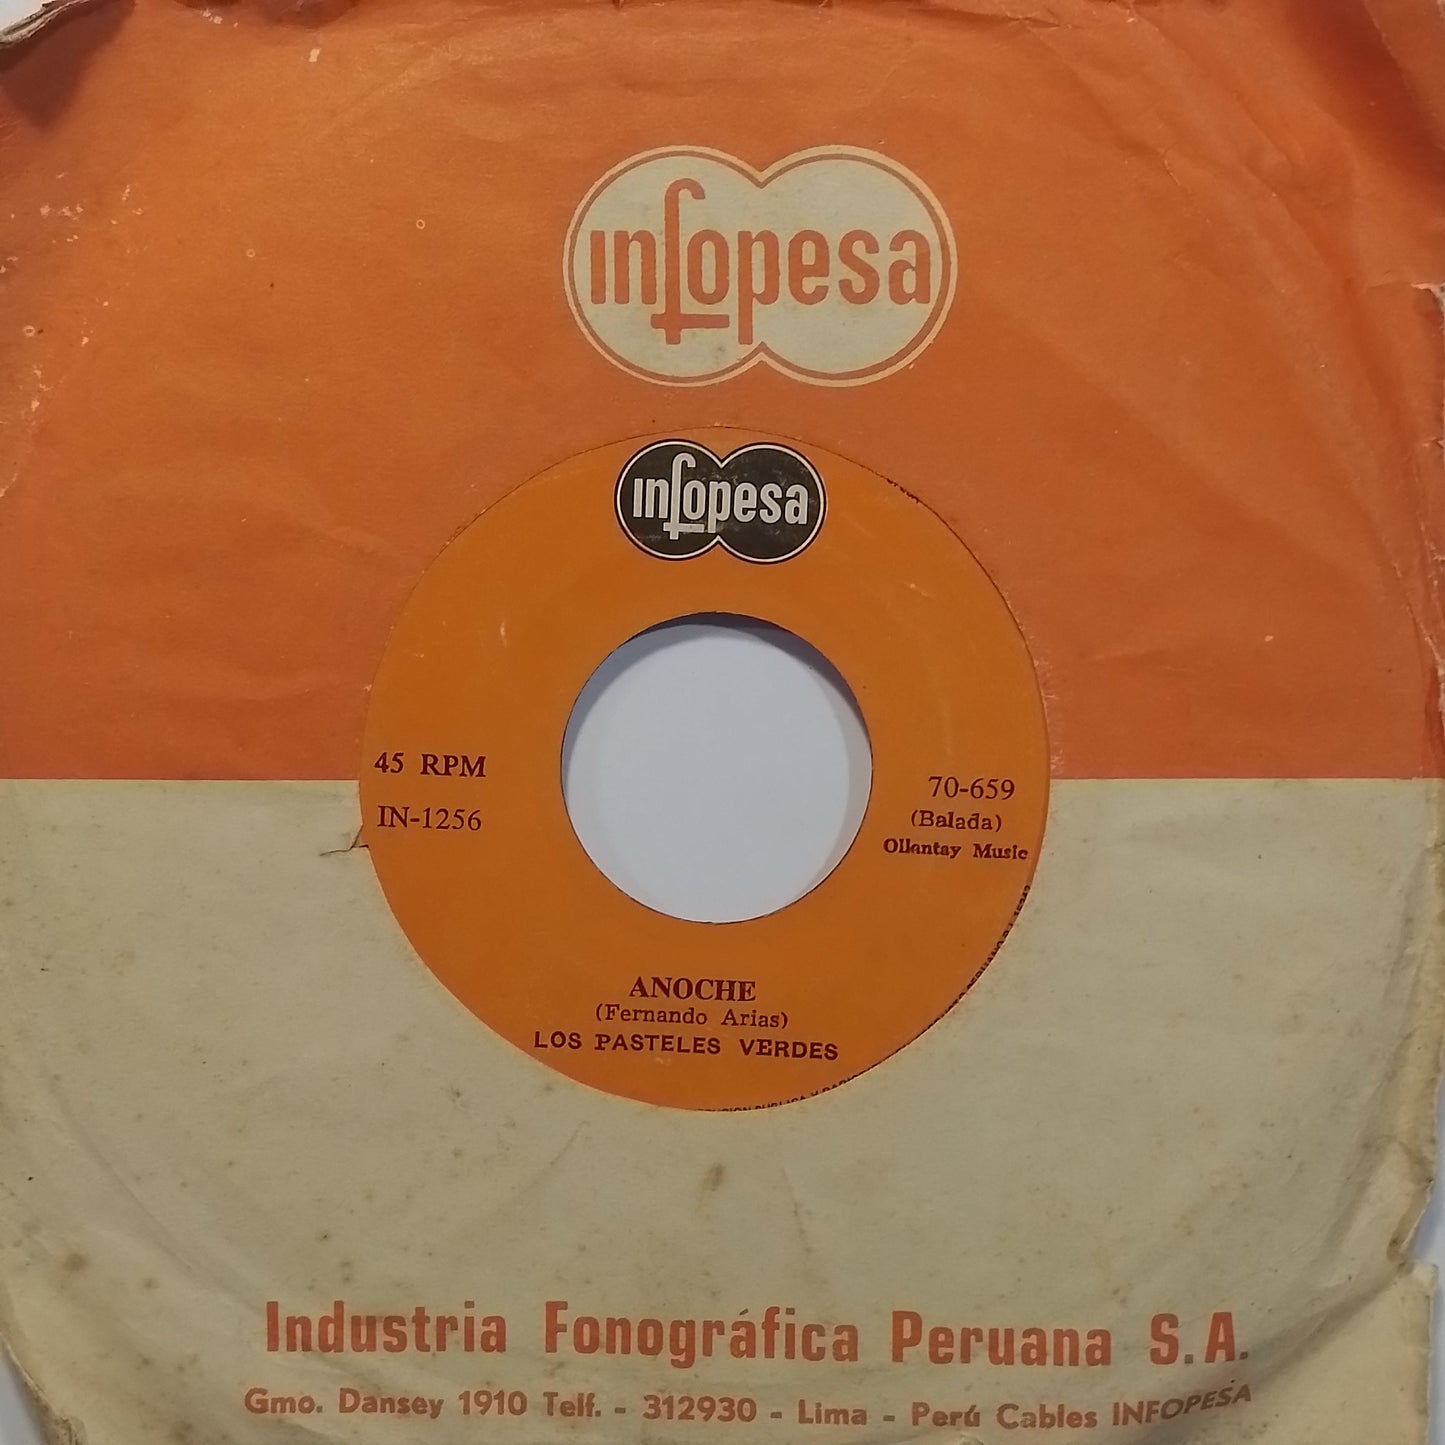 infopesa
infopesa
45 RPM
IN-1256
70-659
(Balada)
Ollantay Music
ANOCHE
(Fernando Arias)
LOS PASTELES VERDES
Industria Fonográfica Peruana S.A.
Gmo. Dansey 1910 Telf. - 312930 - Lima - Perú Cables INFOPESA